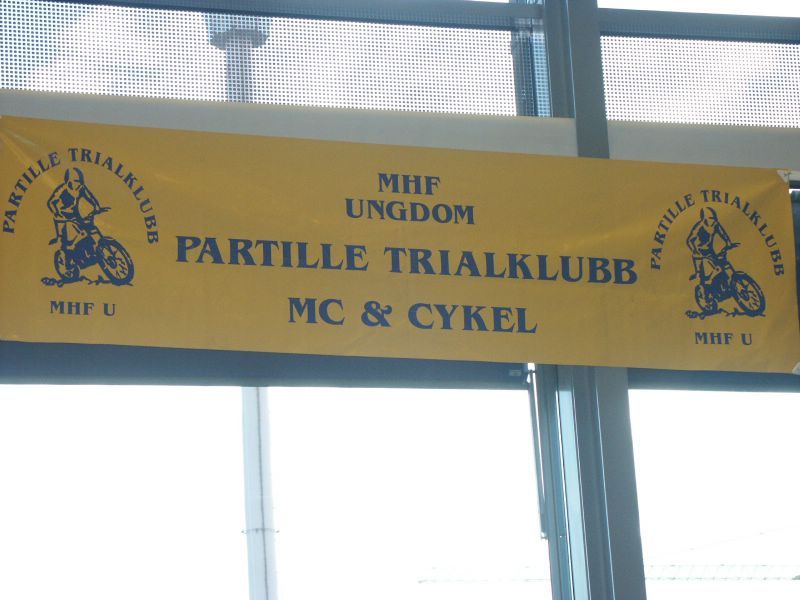 PARTILLE TRIALKLUBB
MHF U
MHF
UNGDOM
PARTILLE TRIALKLUBB
MC & CYKEL
PARTILLE TRIALKLUBB
MHF U